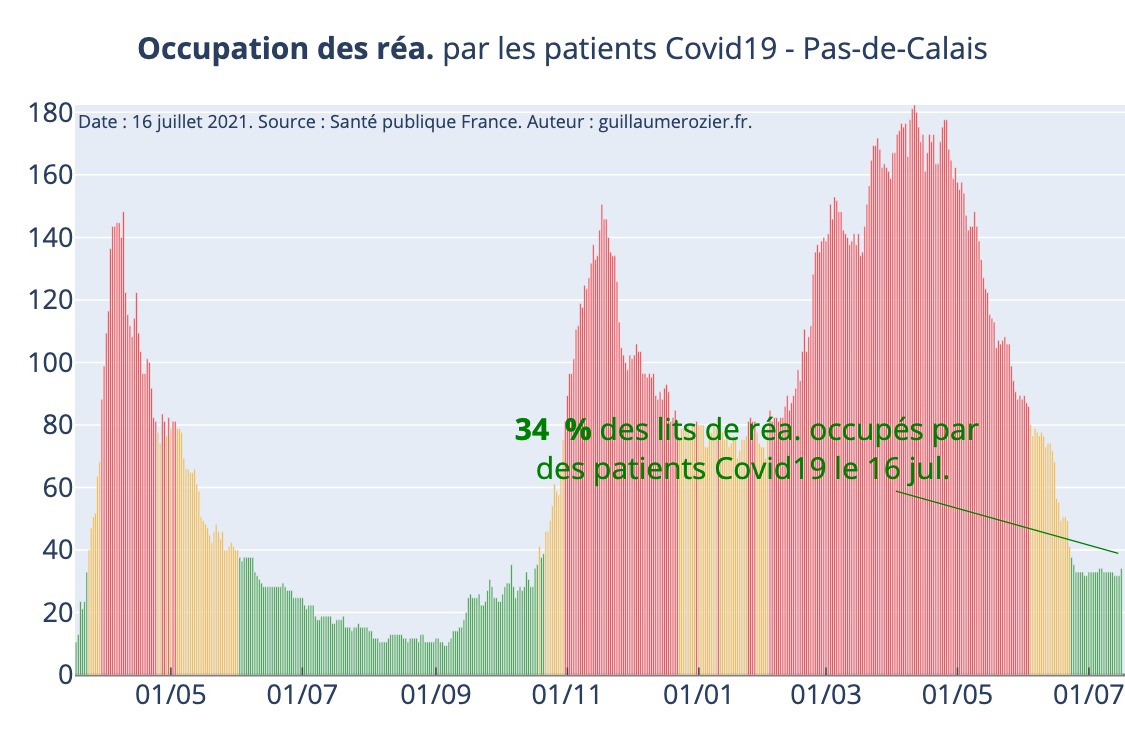 Occupation des réa. par les patients Covid19 - Pas-de-Calais
180
Date : 16 juillet 2021. Source : Santé publique France. Auteur : guillaumerozier.fr.
160
140
120
100
80
34 % des lits de réa. occupés par
des patients Covid19 le 16 jul.
60
40
20
0
01/05 01/07 01/09 01/11 01/01 01/03 01/05 01/07